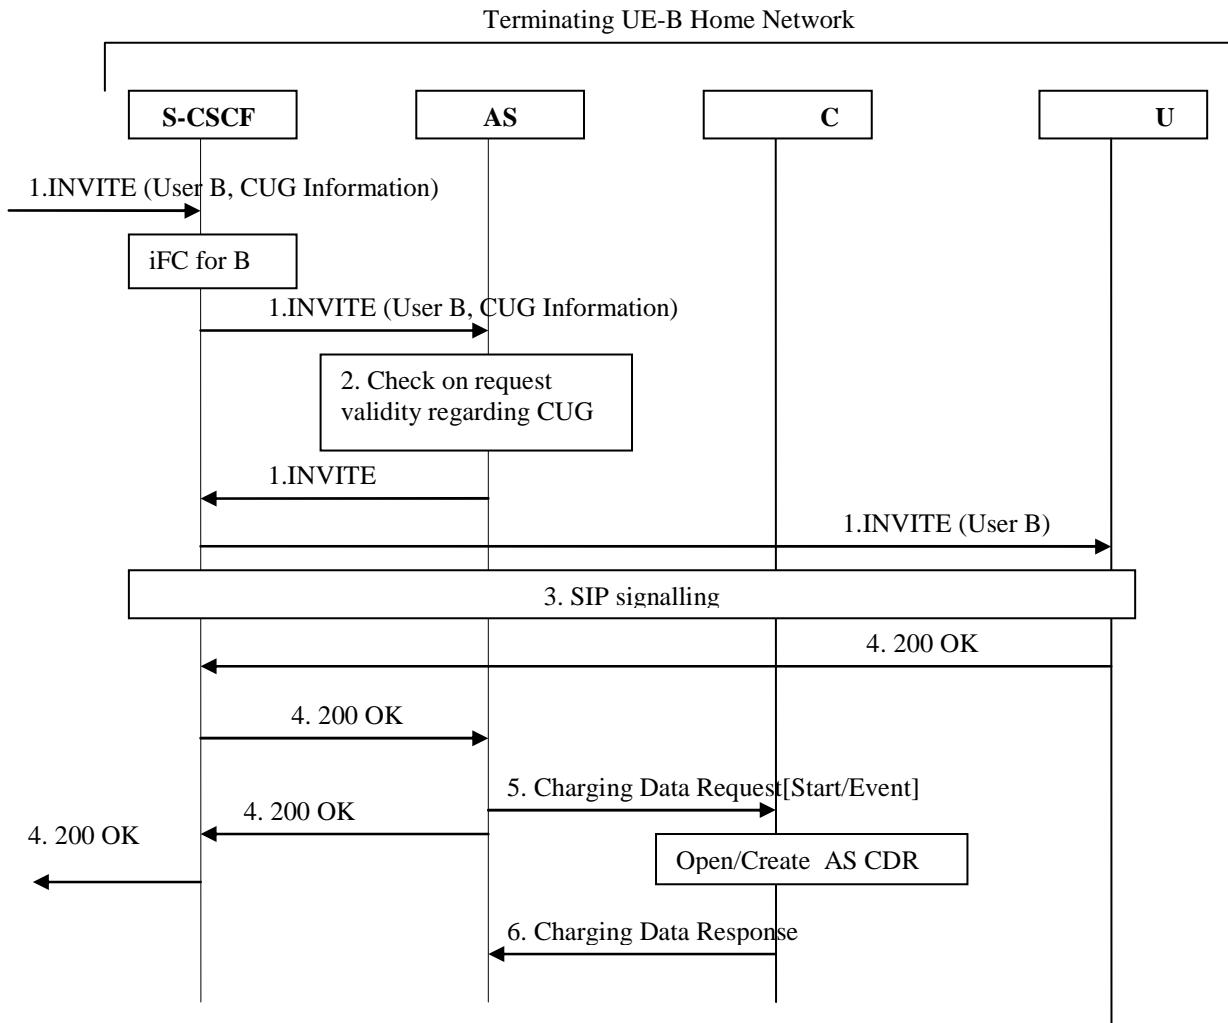 Terminating UE-B Home Network
S-CSCF
AS
C
U
1.INVITE (User B, CUG Information)
iFC for B
1.INVITE (User B, CUG Information)
2. Check on request
validity regarding CUG
1.INVITE
1.INVITE (User B)
3. SIP signalling
4. 200 OK
4. 200 OK
5. Charging Data Request[Start/Event]
4. 200 OK
4. 200 OK
Open/Create AS CDR
6. Charging Data Response